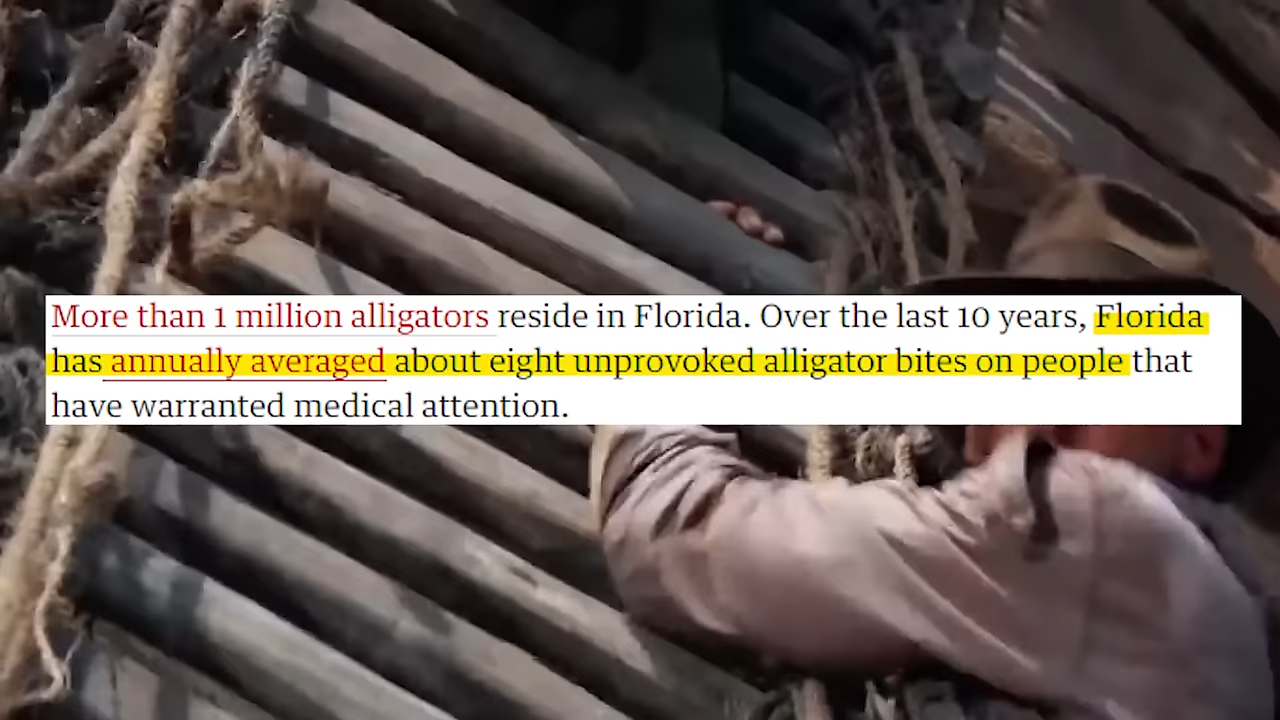 More than 1 million alligators reside in Florida. Over the last 10 years, Florida
has annually averaged about eight unprovoked alligator bites on people that
have warranted medical attention.